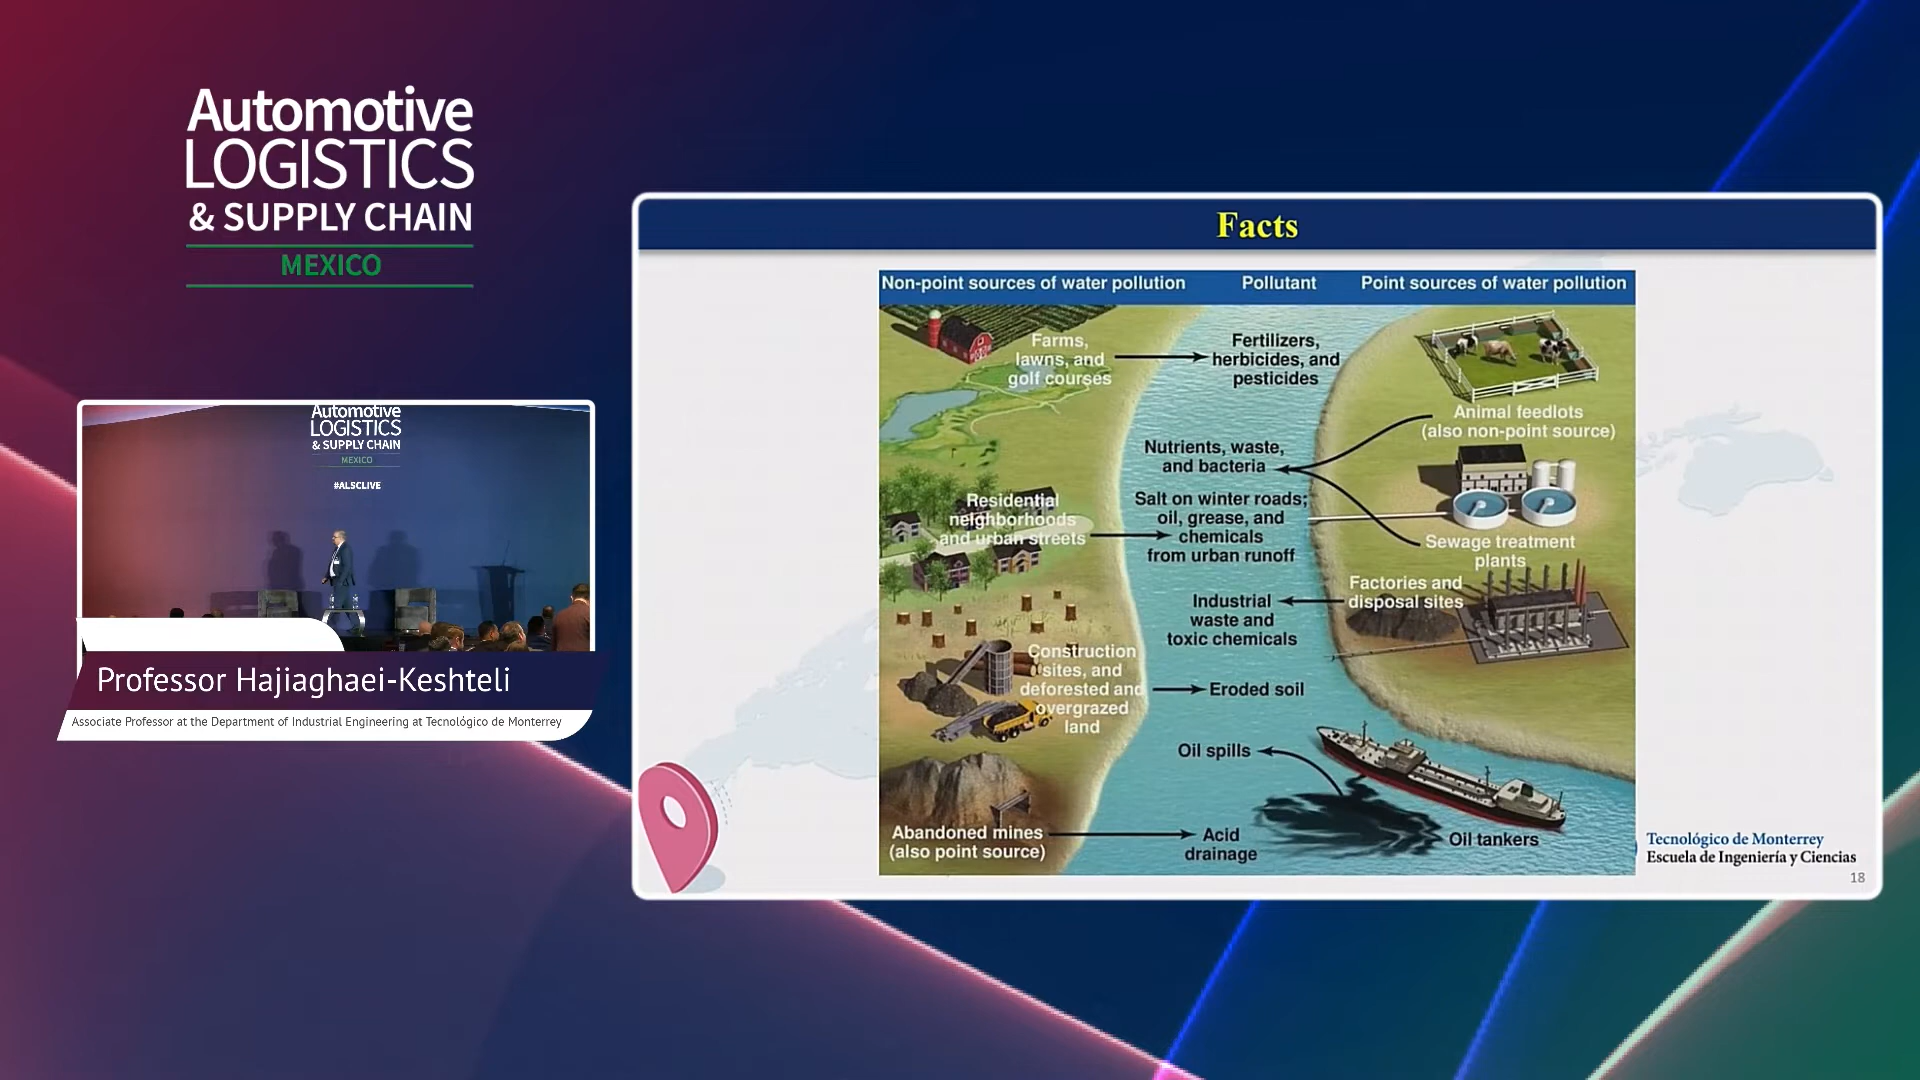 Automotive
LOGISTICS
& SUPPLY CHAIN
MEXICO
Automotive
LOGISTICS
& SUPPLY CHAIN
MEXICO
#ALSCLIVE
Professor Hajiaghaei-Keshteli
Associate Professor at the Department of Industrial Engineering at Tecnológico de Monterrey
Facts
Non-point sources of water pollution
Pollutant
Point sources of water pollution
Farms,
lawns, and
golf courses
Fertilizers,
herbicides, and
pesticides
Animal feedlots
(also non-point source)
Nutrients, waste,
and bacteria
Residential
neighborhoods
and urban streets
Salt on winter roads;
oil, grease, and
chemicals
from urban runoff
Sewage treatment
plants
Factories and
disposal sites
Industrial
waste and
toxic chemicals
Construction
sites, and
deforested and
overgrazed
land
Eroded soil
Oil spills
Abandoned mines
(also point source)
Acid
drainage
Oil tankers
Tecnológico de Monterrey
Escuela de Ingeniería y Ciencias
18